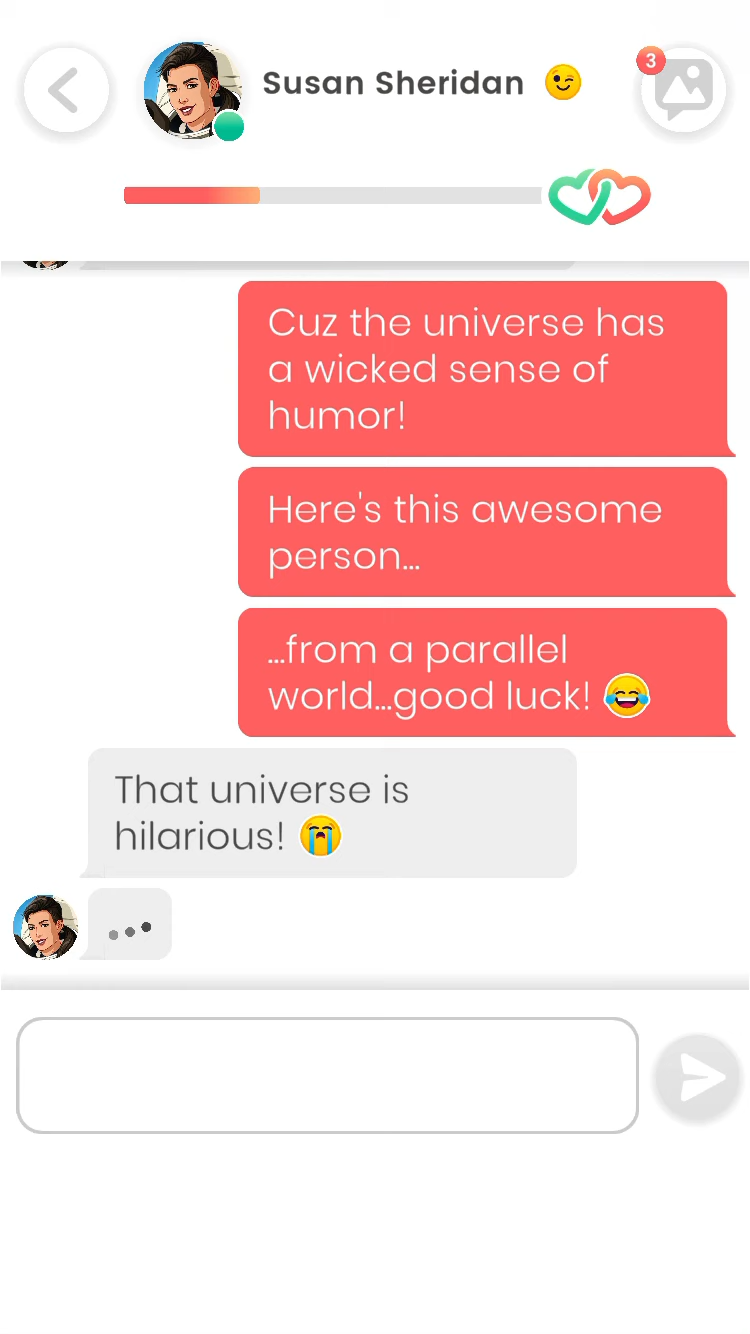 Susan Sheridan 😉
3
Cuz the universe has
a wicked sense of
humor!
Here's this awesome
person...
...from a parallel
world...good luck! 😂
That universe is
hilarious! 😭